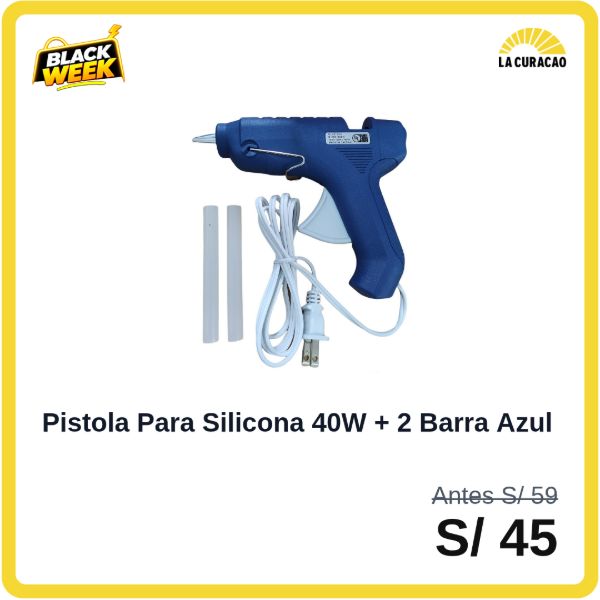 BLACK
WEEK
LA CURACAO
Pistola Para Silicona 40W + 2 Barra Azul
Antes S/ 59
S/ 45